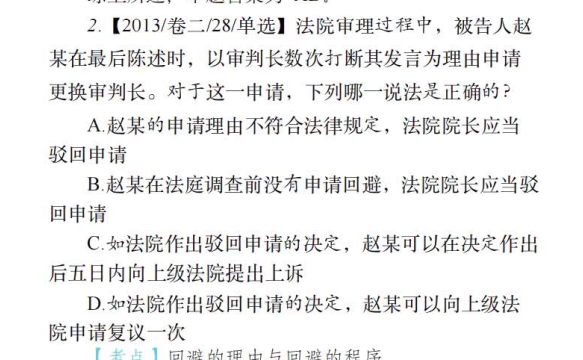 2.【2013/卷二/28/单选】法院审理过程中，被告人赵
某在最后陈述时，以审判长数次打断其发言为理由申请
更换审判长。对于这一申请，下列哪一说法是正确的？
A.赵某的申请理由不符合法律规定，法院院长应当
驳回申请
B.赵某在法庭调查前没有申请回避，法院院长应当驳
回申请
C.如法院作出驳回申请的决定，赵某可以在决定作出
后五日内向上级法院提出上诉
D.如法院作出驳回申请的决定，赵某可以向上级法
院申请复议一次
【考点】回避的理由与回避的程序